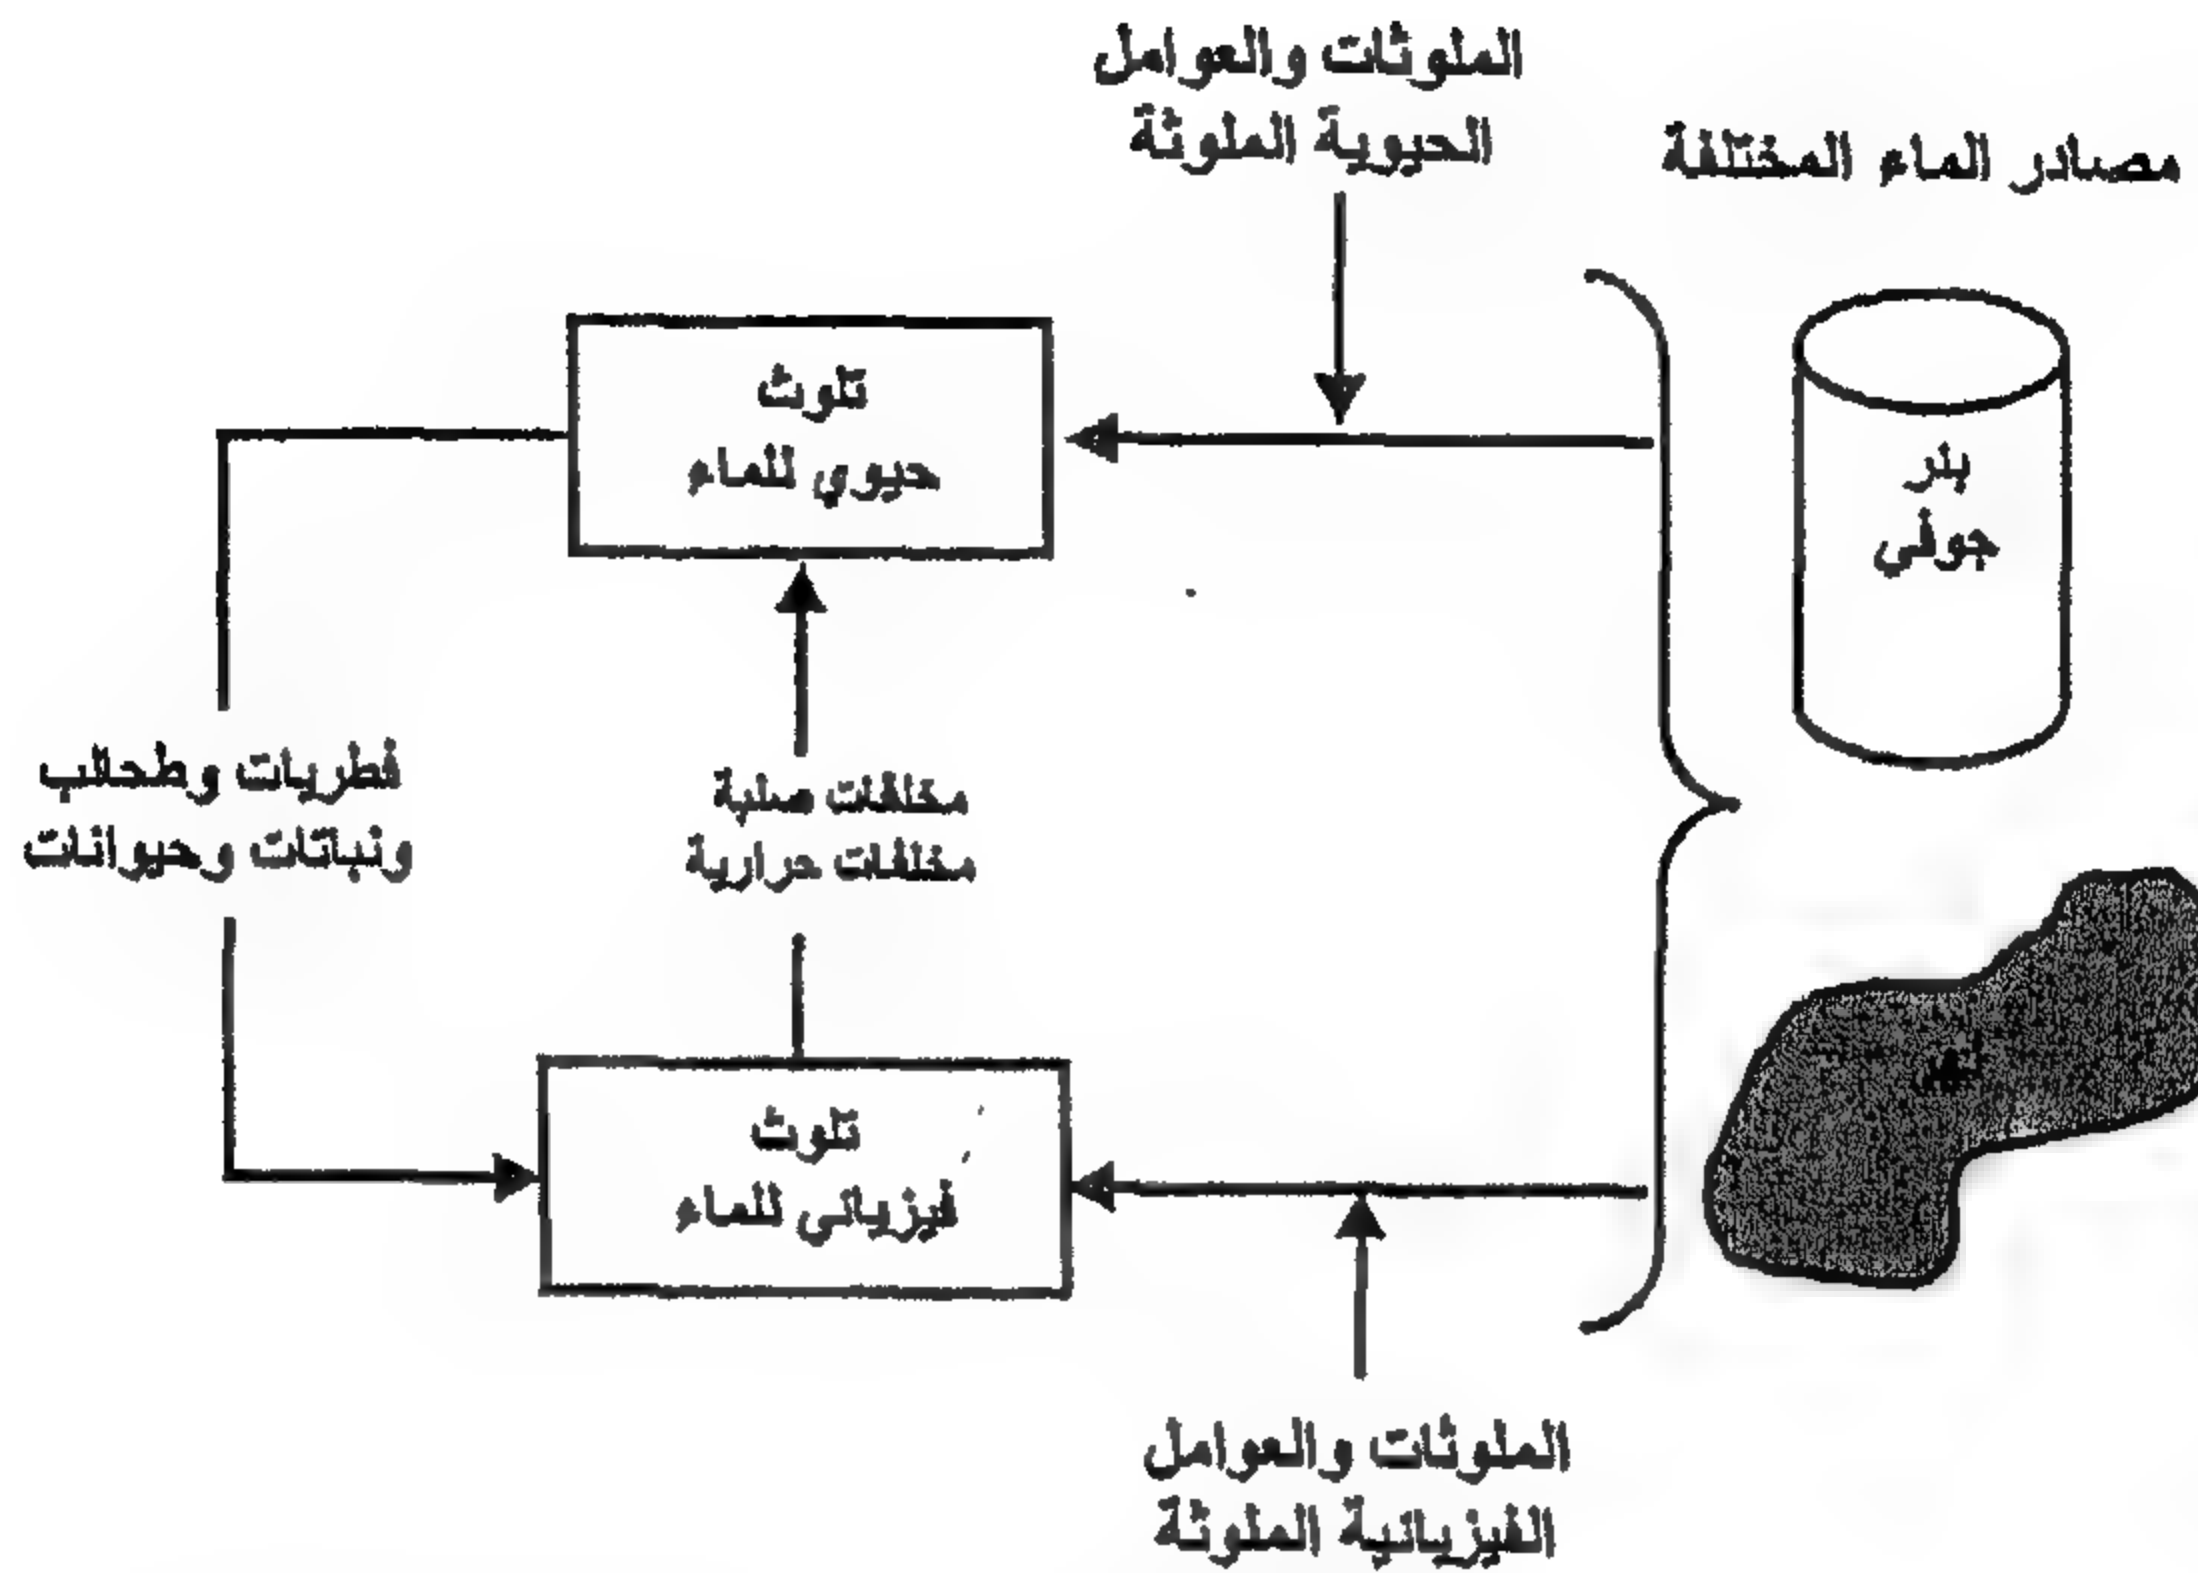 الملوثات والعوامل
الحيوية الملوثة
مصادر الماء المختلفة
بئر
جوفي
تلوث
حيوي للماء
مخلفات صلبة
مخلفات حرارية
فطريات وطحالب
ونباتات وحيوانات
تلوث
فيزيائي للماء
الملوثات والعوامل
الفيزيائية الملوثة